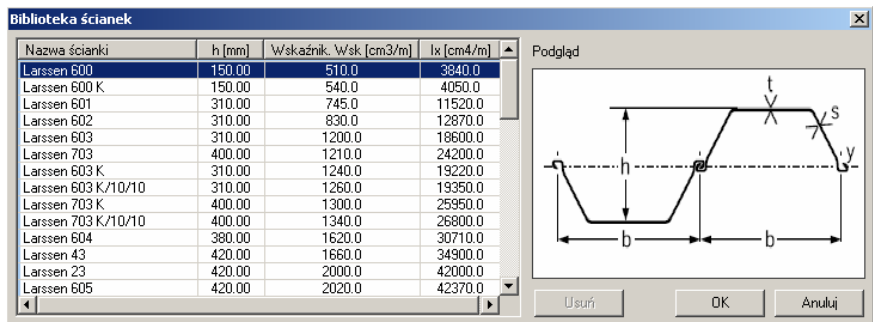 Biblioteka ścianek
Nazwa ścianki h [mm] Wskaźnik. Wsk [cm3/m] Ix [cm4/m]
Larssen 600 150.00 510.0 3840.0
Larssen 600 K 150.00 540.0 4050.0
Larssen 601 310.00 745.0 11520.0
Larssen 602 310.00 830.0 12870.0
Larssen 603 310.00 1200.0 18600.0
Larssen 703 400.00 1210.0 24200.0
Larssen 603 K 310.00 1240.0 19220.0
Larssen 603 K/10/10 310.00 1260.0 19350.0
Larssen 703 K 400.00 1300.0 25950.0
Larssen 703 K/10/10 400.00 1340.0 26800.0
Larssen 604 380.00 1620.0 30710.0
Larssen 43 420.00 1660.0 34900.0
Larssen 23 420.00 2000.0 42000.0
Larssen 605 420.00 2020.0 42370.0
Podgląd
t
s
y
h
b b
Usuń OK Anuluj